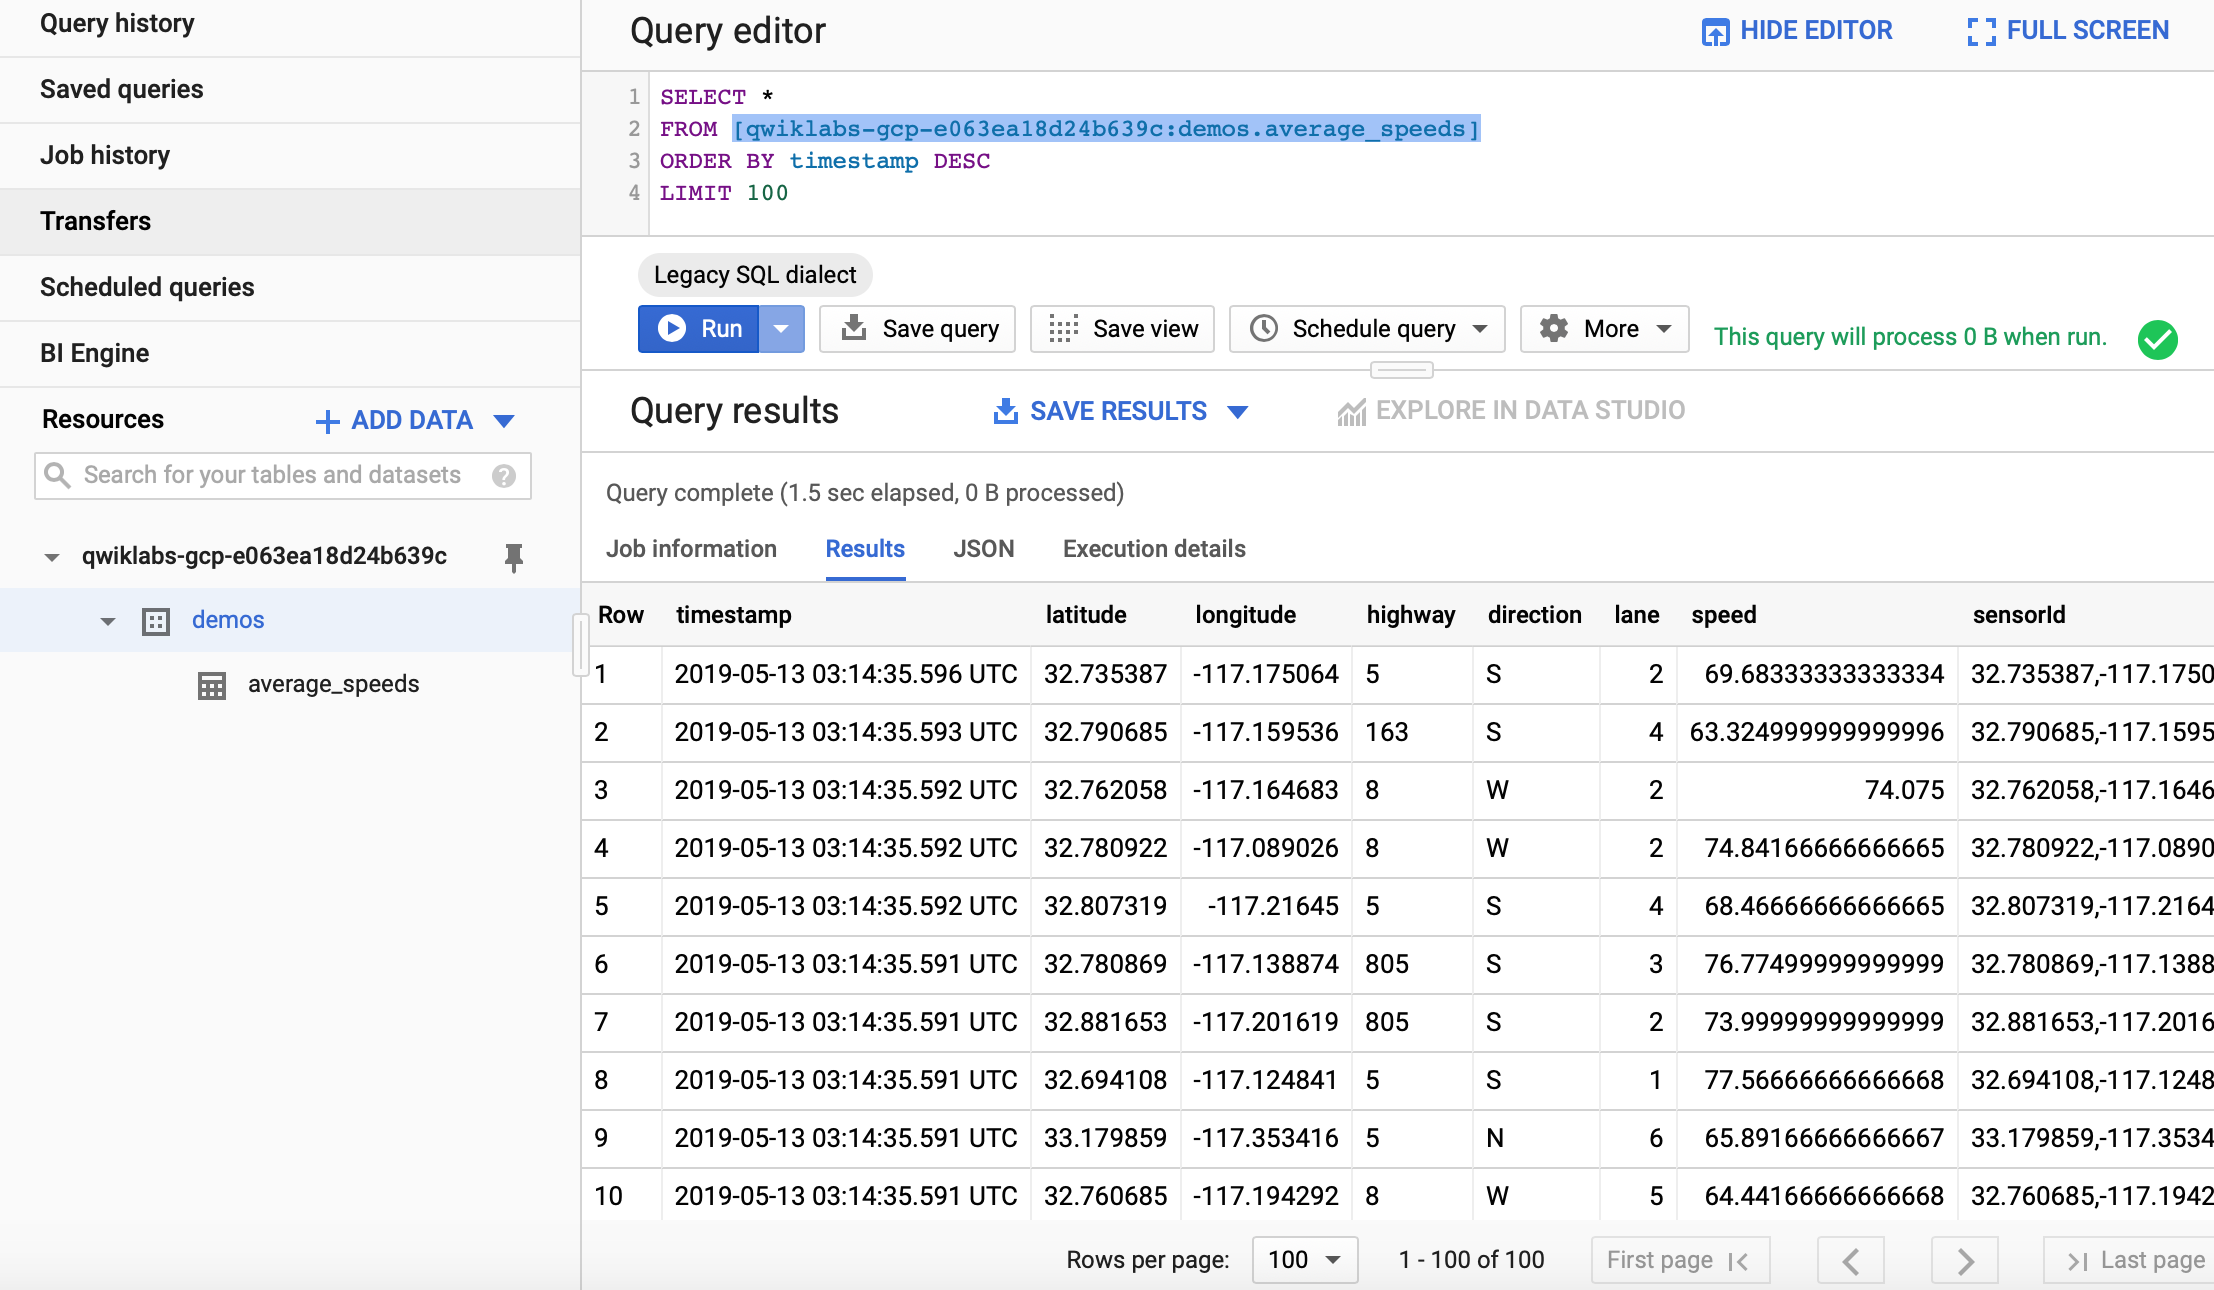 Query history
Saved queries
Job history
Transfers
Scheduled queries
BI Engine
Resources
ADD DATA
Search for your tables and datasets
?
qwiklabs-gcp-e063ea18d24b639c
demos
average_speeds
Query editor
HIDE EDITOR
FULL SCREEN
1 SELECT *
2 FROM [qwiklabs-gcp-e063ea18d24b639c:demos.average_speeds]
3 ORDER BY timestamp DESC
4 LIMIT 100
Legacy SQL dialect
Run
Save query
Save view
Schedule query
More
This query will process 0 B when run.
Query results
SAVE RESULTS
EXPLORE IN DATA STUDIO
Query complete (1.5 sec elapsed, 0 B processed)
Job information Results JSON Execution details
Row timestamp latitude longitude highway direction lane speed sensorId
1 2019-05-13 03:14:35.596 UTC 32.735387 -117.175064 5 S 2 69.68333333333334 32.735387,-117.1750
2 2019-05-13 03:14:35.593 UTC 32.790685 -117.159536 163 S 4 63.324999999999996 32.790685,-117.1595
3 2019-05-13 03:14:35.592 UTC 32.762058 -117.164683 8 W 2 74.075 32.762058,-117.1646
4 2019-05-13 03:14:35.592 UTC 32.780922 -117.089026 8 W 2 74.84166666666665 32.780922,-117.0890
5 2019-05-13 03:14:35.592 UTC 32.807319 -117.21645 5 S 4 68.46666666666665 32.807319,-117.2164
6 2019-05-13 03:14:35.591 UTC 32.780869 -117.138874 805 S 3 76.77499999999999 32.780869,-117.1388
7 2019-05-13 03:14:35.591 UTC 32.881653 -117.201619 805 S 2 73.99999999999999 32.881653,-117.2016
8 2019-05-13 03:14:35.591 UTC 32.694108 -117.124841 5 S 1 77.56666666666668 32.694108,-117.1248
9 2019-05-13 03:14:35.591 UTC 33.179859 -117.353416 5 N 6 65.89166666666667 33.179859,-117.3534
10 2019-05-13 03:14:35.591 UTC 32.760685 -117.194292 8 W 5 64.44166666666668 32.760685,-117.1942
Rows per page: 100 1 - 100 of 100 First page Last page